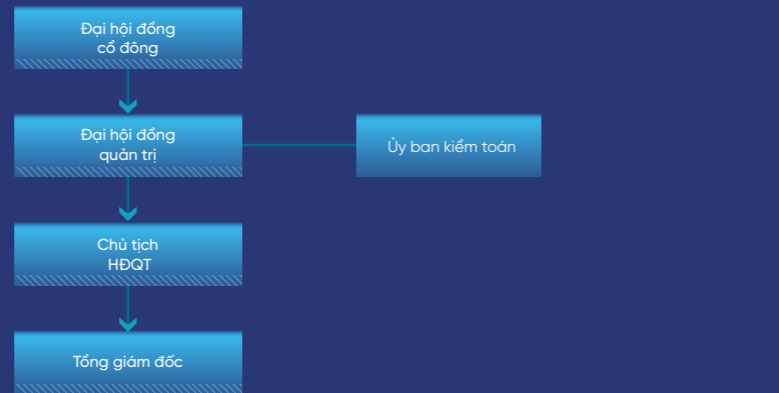 Đại hội đồng
cổ đông
Đại hội đồng
quản trị
Ủy ban kiểm toán
Chủ tịch
HĐQT
Tổng giám đốc